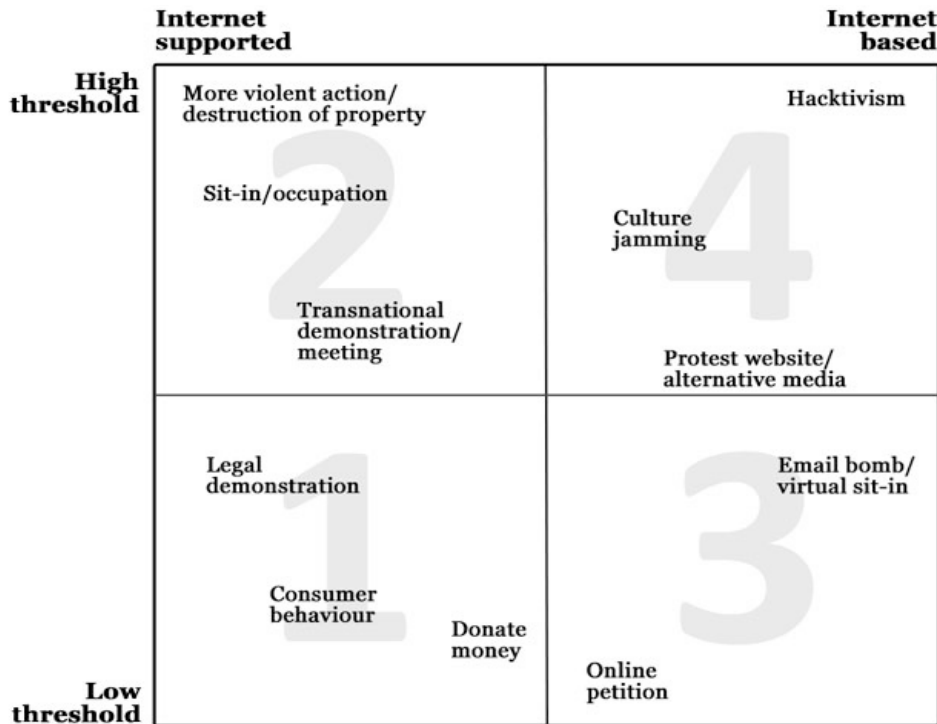 Internet
supported
Internet
based
High
threshold
More violent action/
destruction of property
Hacktivism
2
4
Sit-in/occupation
Culture
jamming
Transnational
demonstration/
meeting
Protest website/
alternative media
Legal
demonstration
Email bomb/
virtual sit-in
1
3
Consumer
behaviour
Donate
money
Online
petition
Low
threshold